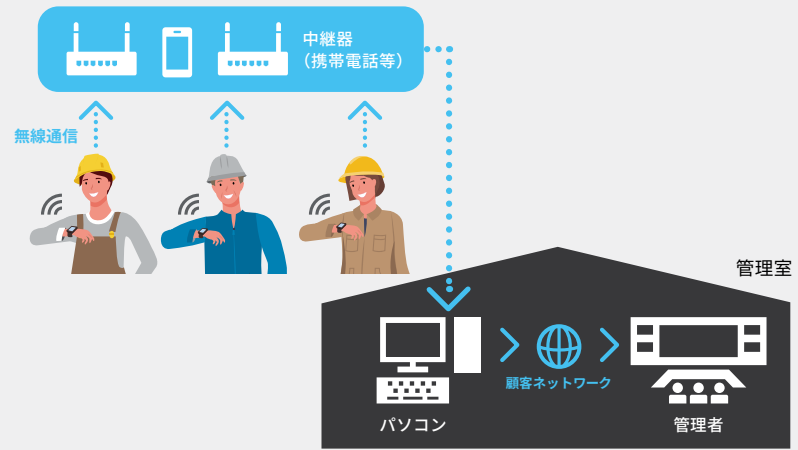 中継器
（携帯電話等）
無線通信
管理室
顧客ネットワーク
パソコン
管理者